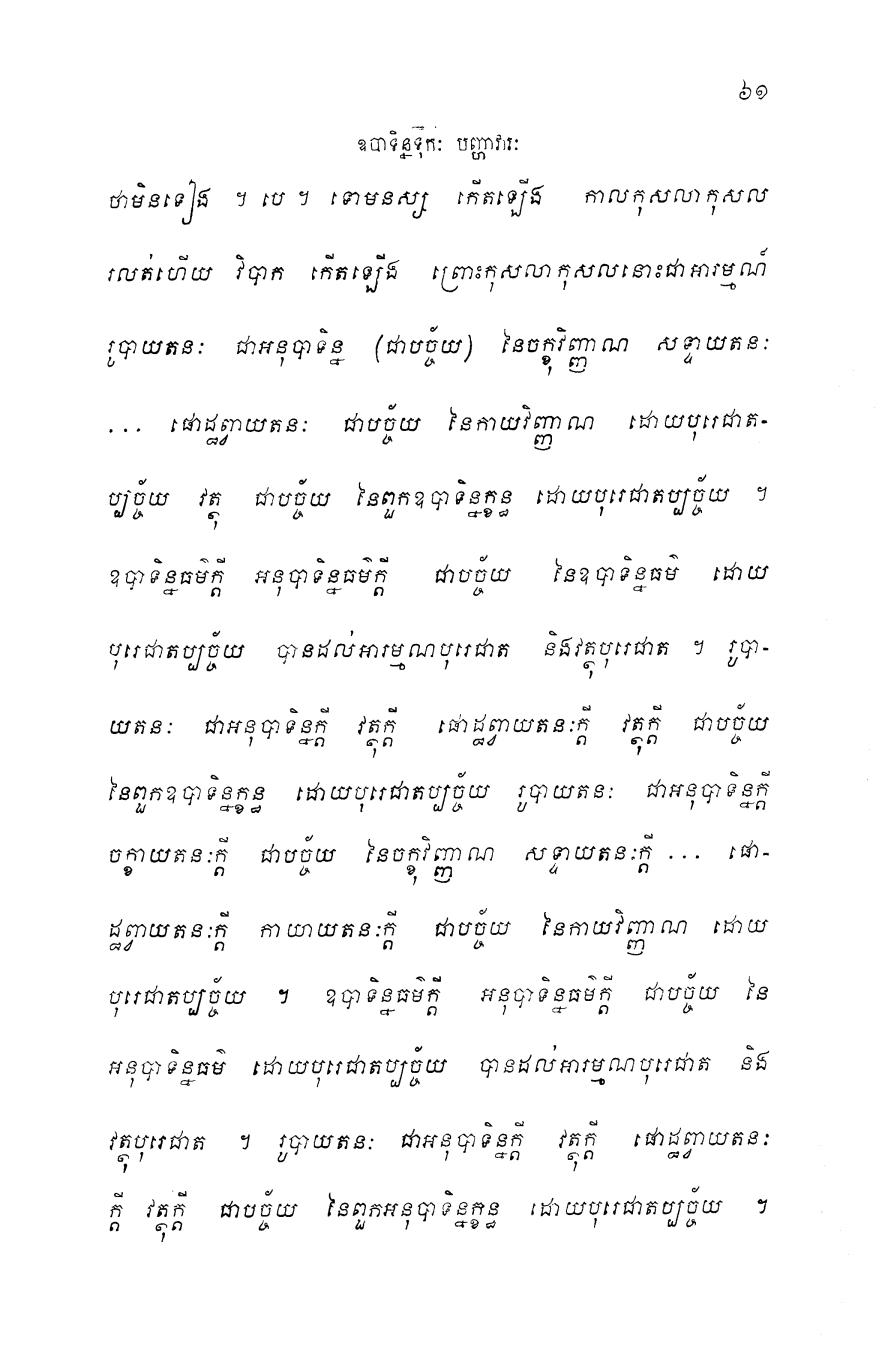 ៦១
ឧបាទិន្នទុកៈ បញ្ហាវារៈ
ថាមិនទៀង ។ បេ ។ ទោមនស្ស កើតឡើង កាលកុសលាកុសល
រលត់ហើយ វិបាក កើតឡើង ព្រោះកុសលាកុសលនោះជាអារម្មណ៍
រូបាយតនៈ ជាអនុបាទិន្ន (ជាបច្ច័យ) នៃចក្ខុវិញ្ញាណ សទ្ទាយតនៈ
... ផោដ្ឋព្វាយតនៈ ជាបច្ច័យ នៃកាយវិញ្ញាណ ដោយបុរេជាត-
ប្បច្ច័យ វត្ថុ ជាបច្ច័យ នៃពួកឧបាទិន្នក្ខន្ធ ដោយបុរេជាតប្បច្ច័យ ។
ឧបាទិន្នធម៌ក្តី អនុបាទិន្នធម៌ក្តី ជាបច្ច័យ នៃឧបាទិន្នធម៌ ដោយ
បុរេជាតប្បច្ច័យ បានដល់អារម្មណបុរេជាត និងវត្ថុបុរេជាត ។ រូបា-
យតនៈ ជាអនុបាទិន្នក្តី វត្ថុក្តី ផោដ្ឋព្វាយតនៈក្តី វត្ថុក្តី ជាបច្ច័យ
នៃពួកឧបាទិន្នក្ខន្ធ ដោយបុរេជាតប្បច្ច័យ រូបាយតនៈ ជាអនុបាទិន្នក្តី
ចក្ខាយតនៈក្តី ជាបច្ច័យ នៃចក្ខុវិញ្ញាណ សទ្ទាយតនៈក្តី ... ផោ-
ដ្ឋព្វាយតនៈក្តី កាយាយតនៈក្តី ជាបច្ច័យ នៃកាយវិញ្ញាណ ដោយ
បុរេជាតប្បច្ច័យ ។ ឧបាទិន្នធម៌ក្តី អនុបាទិន្នធម៌ក្តី ជាបច្ច័យ នៃ
អនុបាទិន្នធម៌ ដោយបុរេជាតប្បច្ច័យ បានដល់អារម្មណបុរេជាត និង
វត្ថុបុរេជាត ។ រូបាយតនៈ ជាអនុបាទិន្នក្តី វត្ថុក្តី ផោដ្ឋព្វាយតនៈ
ក្តី វត្ថុក្តី ជាបច្ច័យ នៃពួកអនុបាទិន្នក្ខន្ធ ដោយបុរេជាតប្បច្ច័យ ។